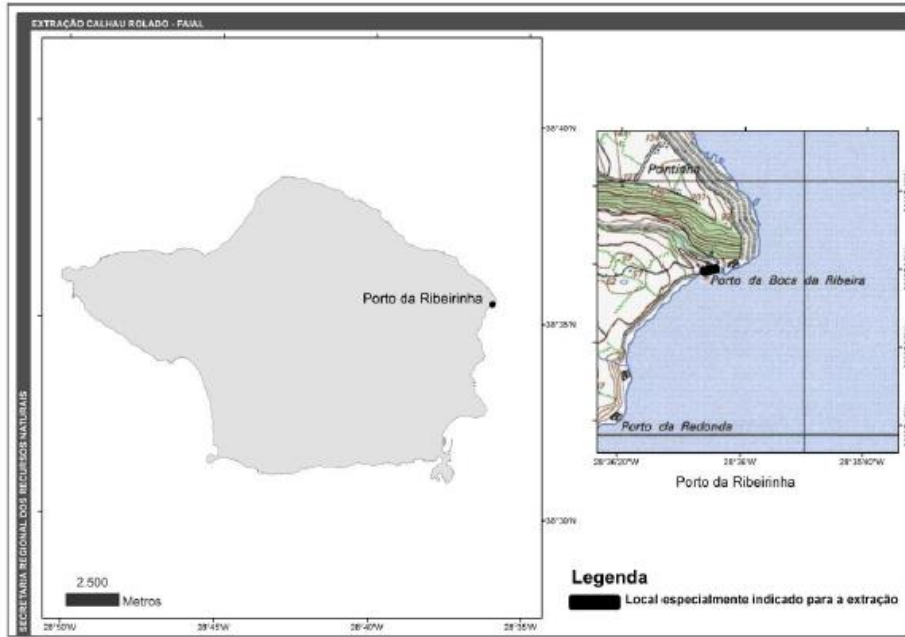 EXTRAÇÃO CALHAU ROLADO - FAIAL
SECRETARIA REGIONAL DOS RECURSOS NATURAIS
38°40'N
Porto da Ribeirinha
38°35'N
38°30'N
2.500
Metros
28°50'W 28°45'W 28°40'W 28°35'W
Pontinha
Porto da Boca da Ribeira
Porto da Redonda
28°36'20"W 28°36'W 28°35'40"W
Porto da Ribeirinha
Legenda
Local especialmente indicado para a extração